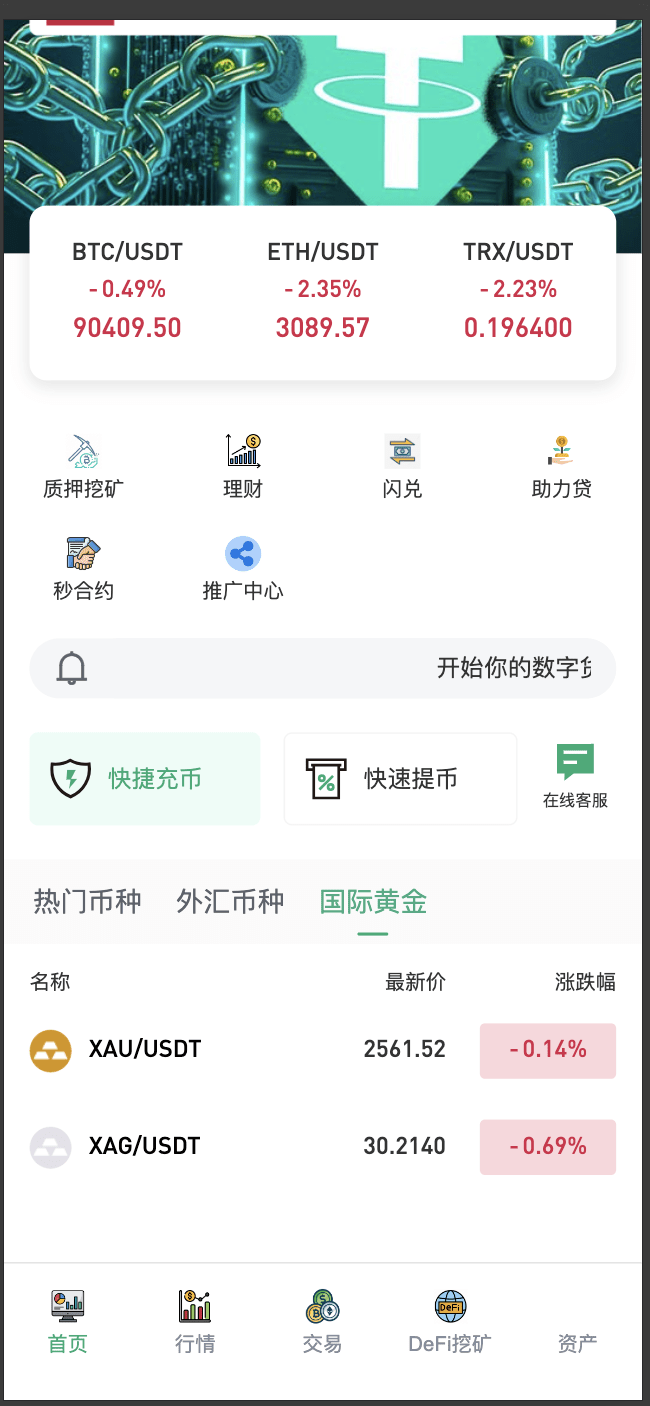 BTC/USDT ETH/USDT TRX/USDT
-0.49% -2.35% -2.23%
90409.50 3089.57 0.196400
质押挖矿 理财 闪兑 助力贷
秒合约 推广中心
开始你的数字
快捷充币 快速提币 在线客服
热门币种 外汇币种 国际黄金
名称 最新价 涨跌幅
XAU/USDT 2561.52 -0.14%
XAG/USDT 30.2140 -0.69%
DeFi
首页 行情 交易 DeFi挖矿 资产